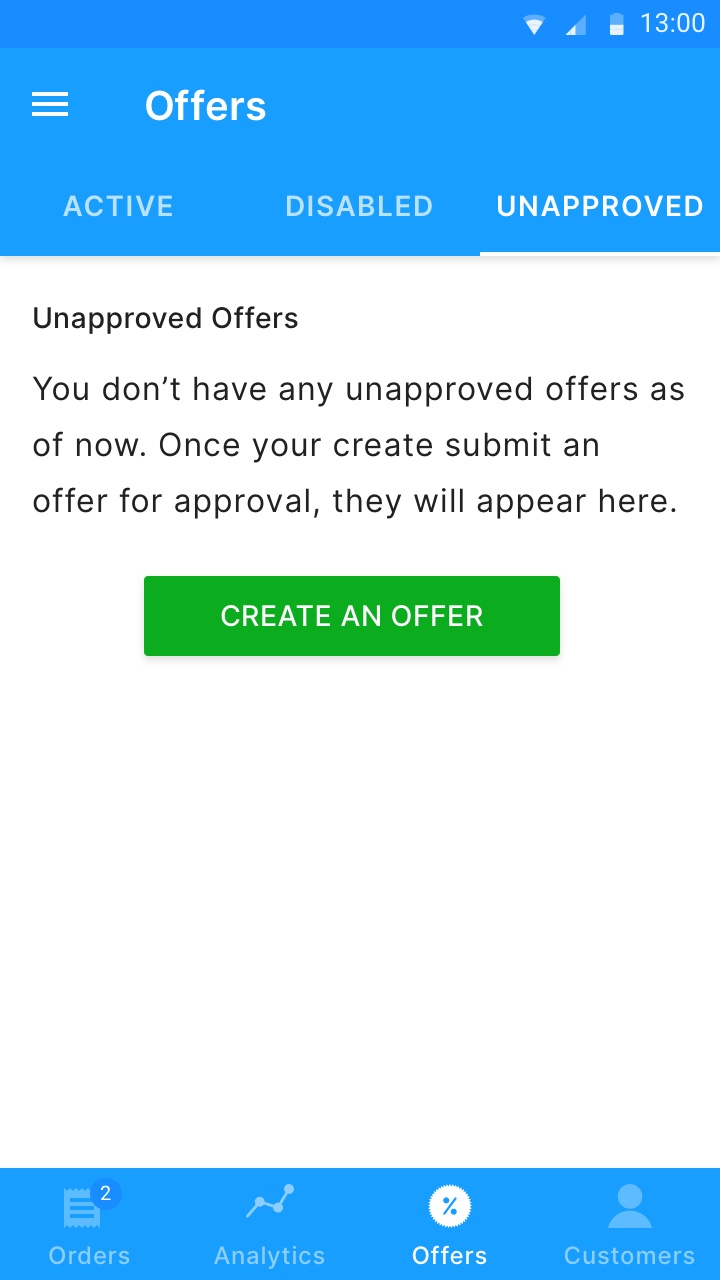 13:00
Offers
ACTIVE
DISABLED
UNAPPROVED
Unapproved Offers
You don’t have any unapproved offers as
of now. Once your create submit an
offer for approval, they will appear here.
CREATE AN OFFER
2
%
Orders
Analytics
Offers
Customers